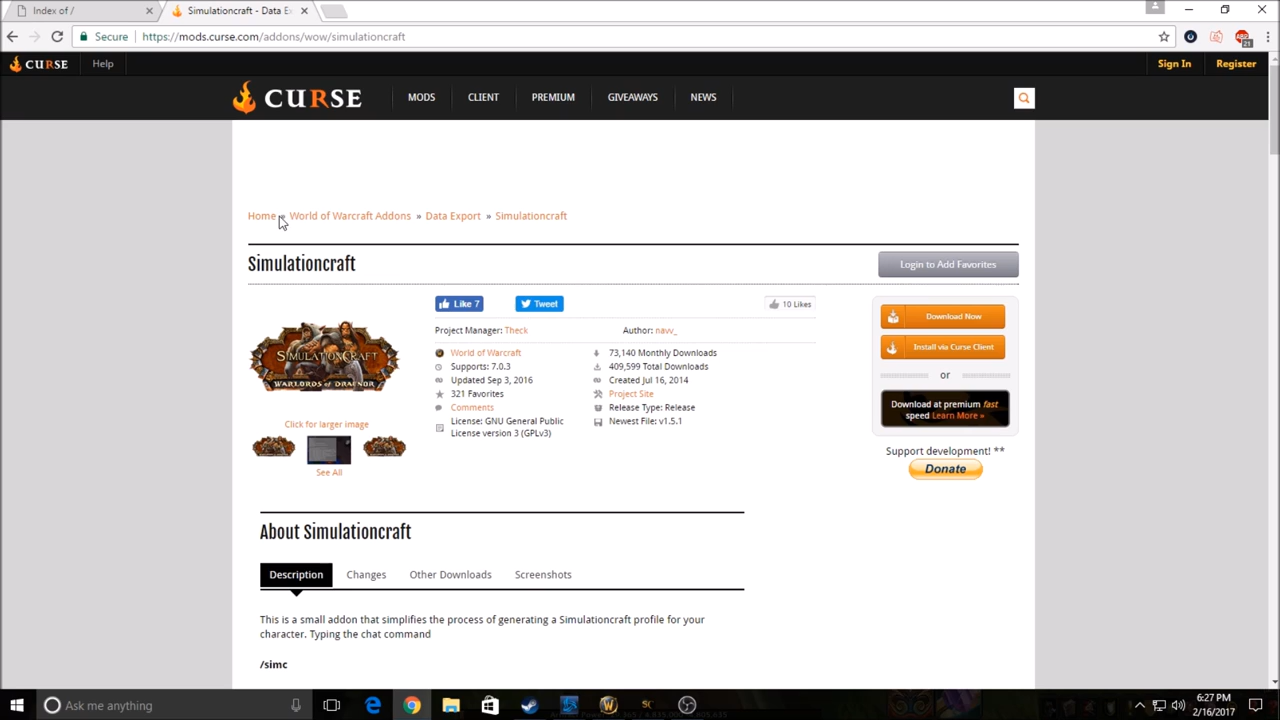 Index of /
Simulationcraft - Data Ex
Secure
https://mods.curse.com/addons/wow/simulationcraft
21
CURSE
Help
Sign In
Register
CURSE
MODS
CLIENT
PREMIUM
GIVEAWAYS
NEWS
Home » World of Warcraft Addons » Data Export » Simulationcraft
Simulationcraft
Login to Add Favorites
SIMULATIONCRAFT
WARLORDS OF DRAENOR
Click for larger image
See All
Like 7
Tweet
10 Likes
Project Manager: Theck
Author: navv_
World of Warcraft
Supports: 7.0.3
Updated Sep 3, 2016
321 Favorites
Comments
License: GNU General Public
License version 3 (GPLv3)
73,140 Monthly Downloads
409,599 Total Downloads
Created Jul 16, 2014
Project Site
Release Type: Release
Newest File: v1.5.1
Download Now
Install via Curse Client
or
Download at premium fast
speed Learn More »
Support development! **
Donate
About Simulationcraft
Description
Changes
Other Downloads
Screenshots
This is a small addon that simplifies the process of generating a Simulationcraft profile for your
character. Typing the chat command
/simc
Ask me anything
6:27 PM
2/16/2017